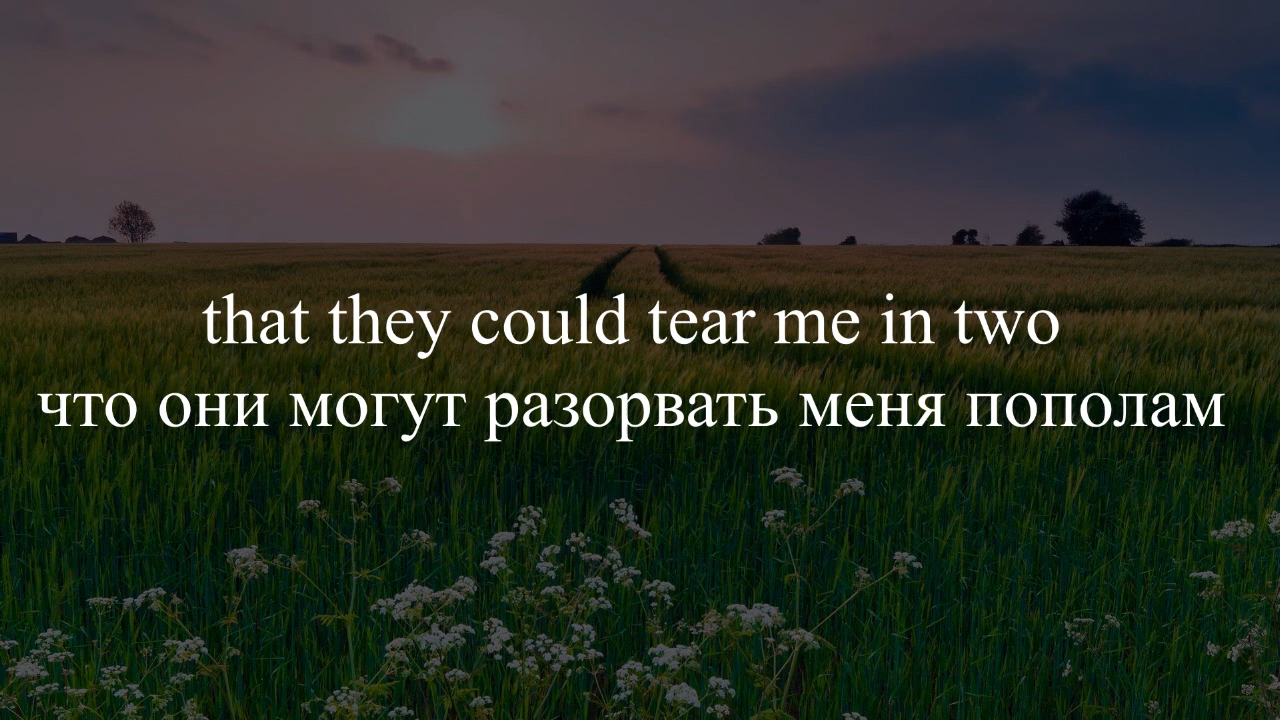 that they could tear me in two
что они могут разорвать меня пополам